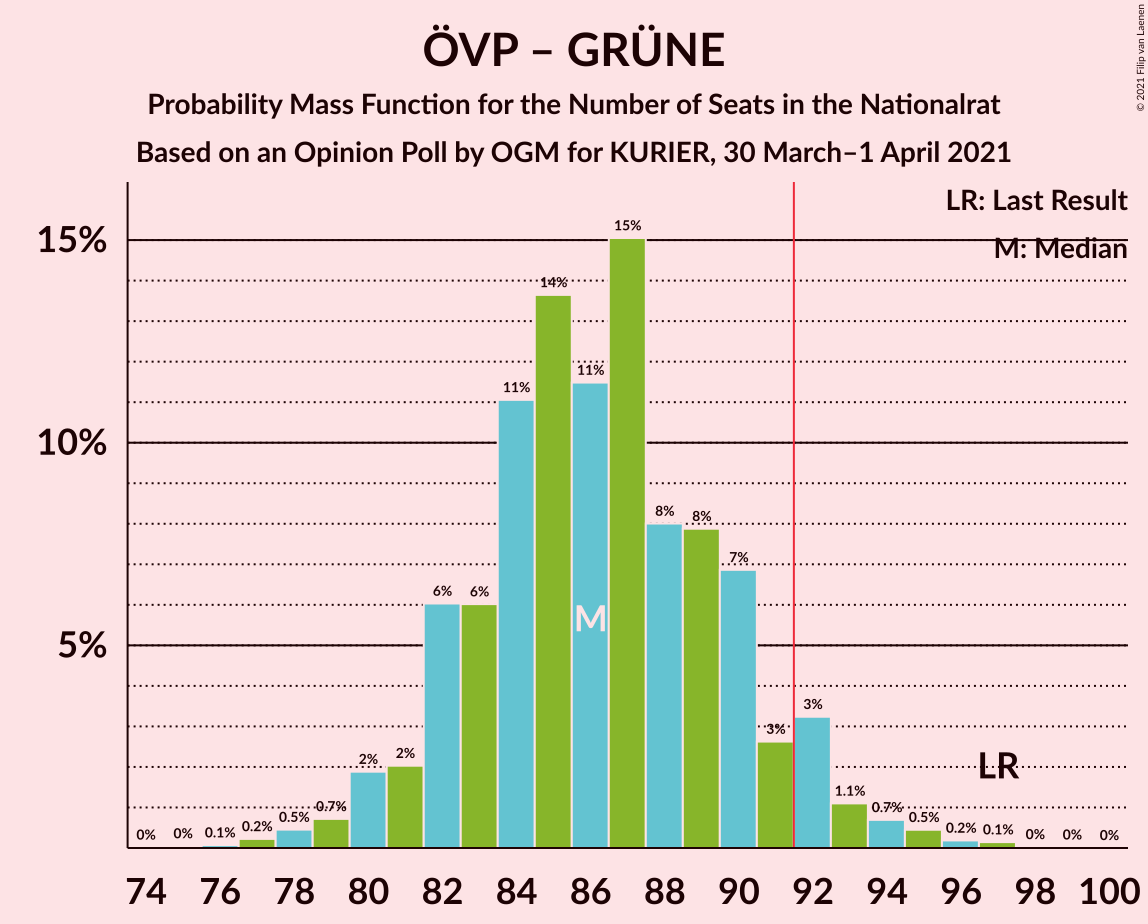 ÖVP – GRÜNE
Probability Mass Function for the Number of Seats in the Nationalrat
Based on an Opinion Poll by OGM for KURIER, 30 March–1 April 2021
© 2021 Filip van Laenen
LR: Last Result
M: Median
15%
10%
5%
0% 0% 0.1% 0.2% 0.5% 0.7% 2% 2% 6% 6% 11% 14% 11% 15% 8% 8% 7% 3% 3% 1.1% 0.7% 0.5% 0.2% 0.1% 0% 0% 0%
M
LR
74 76 78 80 82 84 86 88 90 92 94 96 98 100